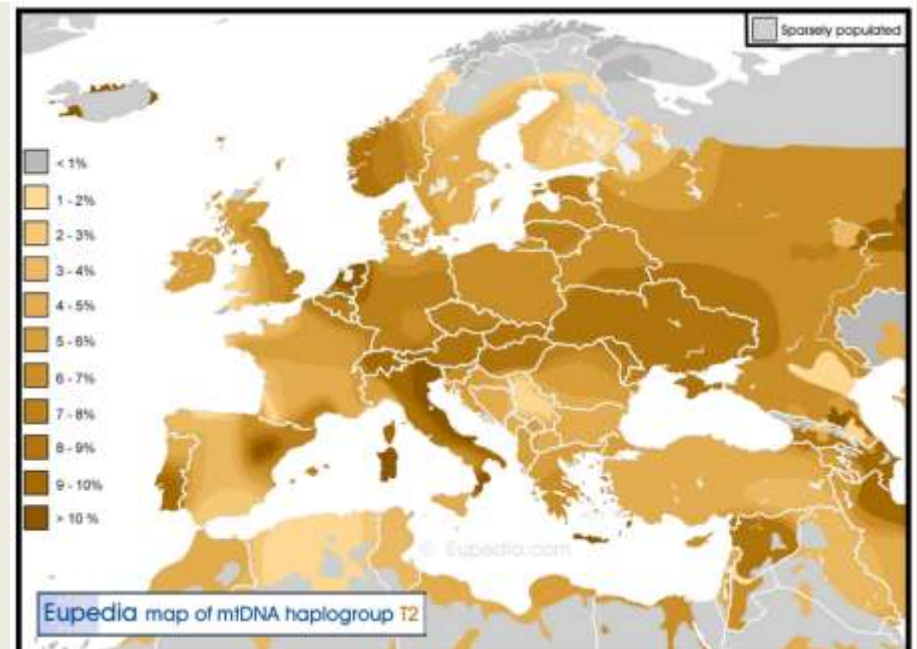 Sparsely populated
< 1%
1 - 2%
2 - 3%
3 - 4%
4 - 5%
5 - 6%
6 - 7%
7 - 8%
8 - 9%
9 - 10%
> 10 %
© Eupedia.com
Eupedia map of mtDNA haplogroup T2